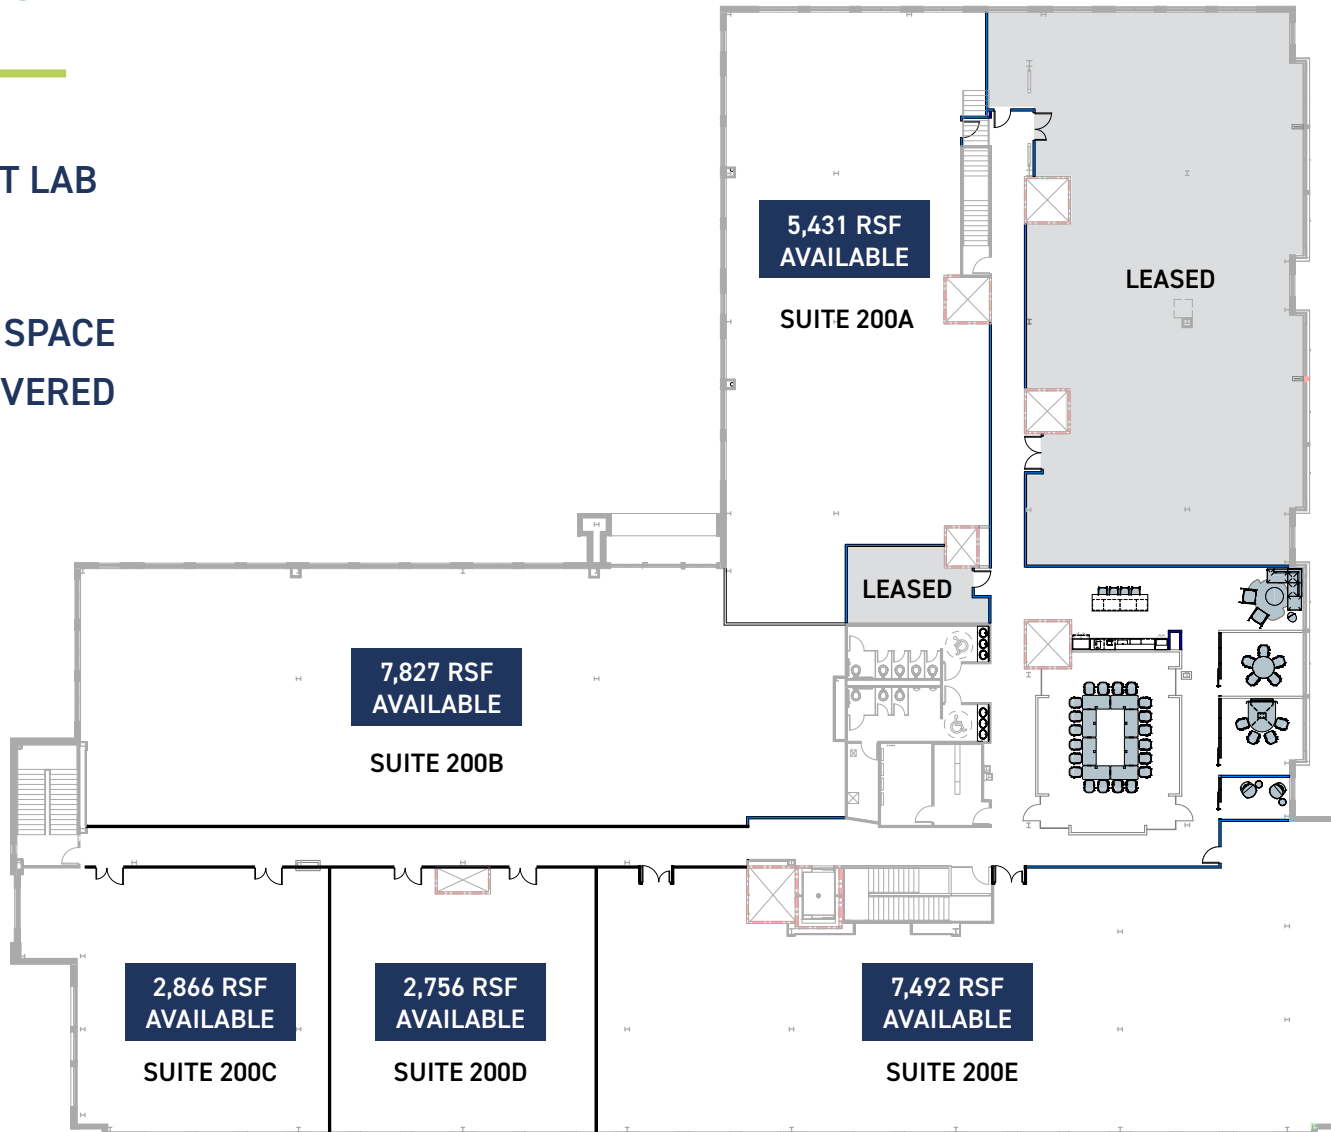 T LAB
SPACE
VERED
5,431 RSF
AVAILABLE
SUITE 200A
LEASED
LEASED
7,827 RSF
AVAILABLE
SUITE 200B
2,866 RSF
AVAILABLE
SUITE 200C
2,756 RSF
AVAILABLE
SUITE 200D
7,492 RSF
AVAILABLE
SUITE 200E